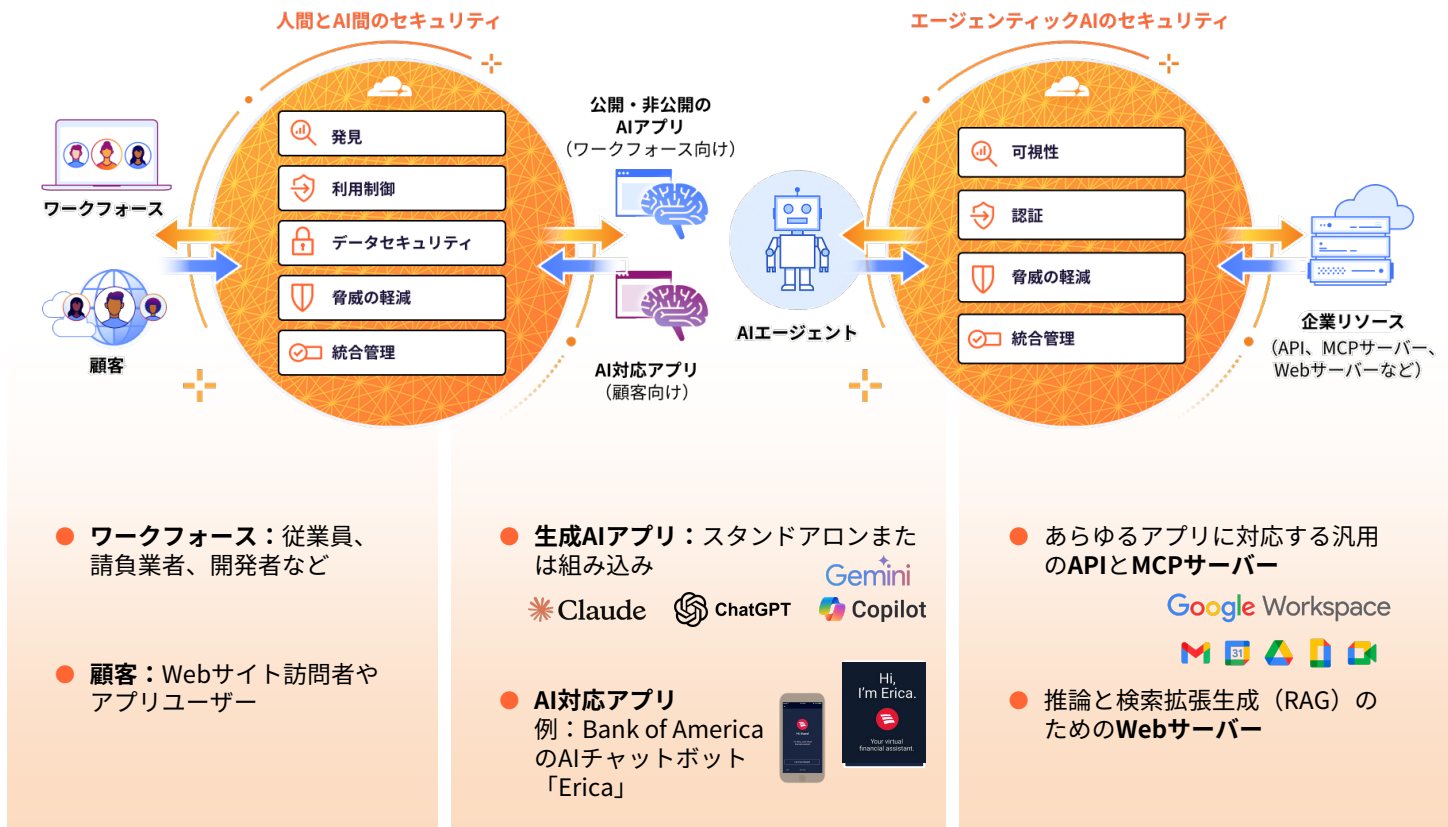 人間とAI間のセキュリティ
エージェンティックAIのセキュリティ
ワークフォース
顧客
発見
利用制御
データセキュリティ
脅威の軽減
統合管理
公開・非公開の
AIアプリ
（ワークフォース向け）
AI対応アプリ
（顧客向け）
AIエージェント
可視性
認証
脅威の軽減
統合管理
企業リソース
（API、MCPサーバー、
Webサーバーなど）
ワークフォース：従業員、
請負業者、開発者など
顧客：Webサイト訪問者や
アプリユーザー
生成AIアプリ：スタンドアロンまた
は組み込み
Gemini
Claude
ChatGPT
Copilot
AI対応アプリ
例：Bank of America
のAIチャットボット
「Erica」
Hi,
I'm Erica.
Your virtual
financial assistant.
あらゆるアプリに対応する汎用
のAPIとMCPサーバー
Google Workspace
31
推論と検索拡張生成（RAG）の
ためのWebサーバー